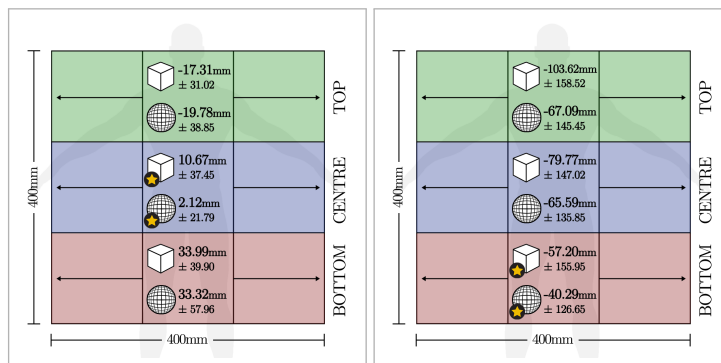 -17.31mm
± 31.02
-19.78mm
± 38.85
TOP
10.67mm
± 37.45
2.12mm
± 21.79
CENTRE
33.99mm
± 39.90
33.32mm
± 57.96
BOTTOM
400mm
400mm
-103.62mm
± 158.52
-67.09mm
± 145.45
TOP
-79.77mm
± 147.02
-65.59mm
± 135.85
CENTRE
-57.20mm
± 155.95
-40.29mm
± 126.65
BOTTOM
400mm
400mm